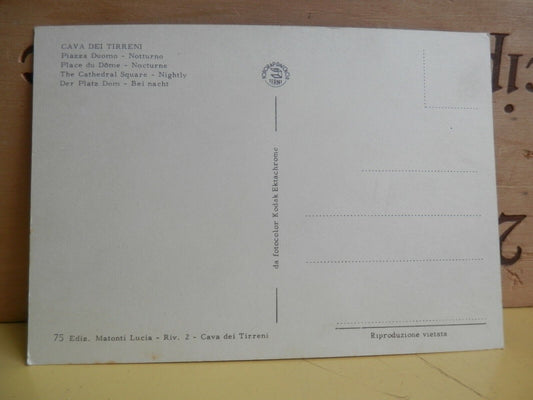 CAVA DEI TIRRENI
Piazza Duomo - Notturno
Place du Dôme - Nocturne
The Cathedral Square - Nightly
Der Platz Dom - Bei nacht
da fotocolor Kodak Ektachrone
75 Ediz. Matonti Lucia - Riv. 2 - Cava dei Tirreni
Riproduzione vietata